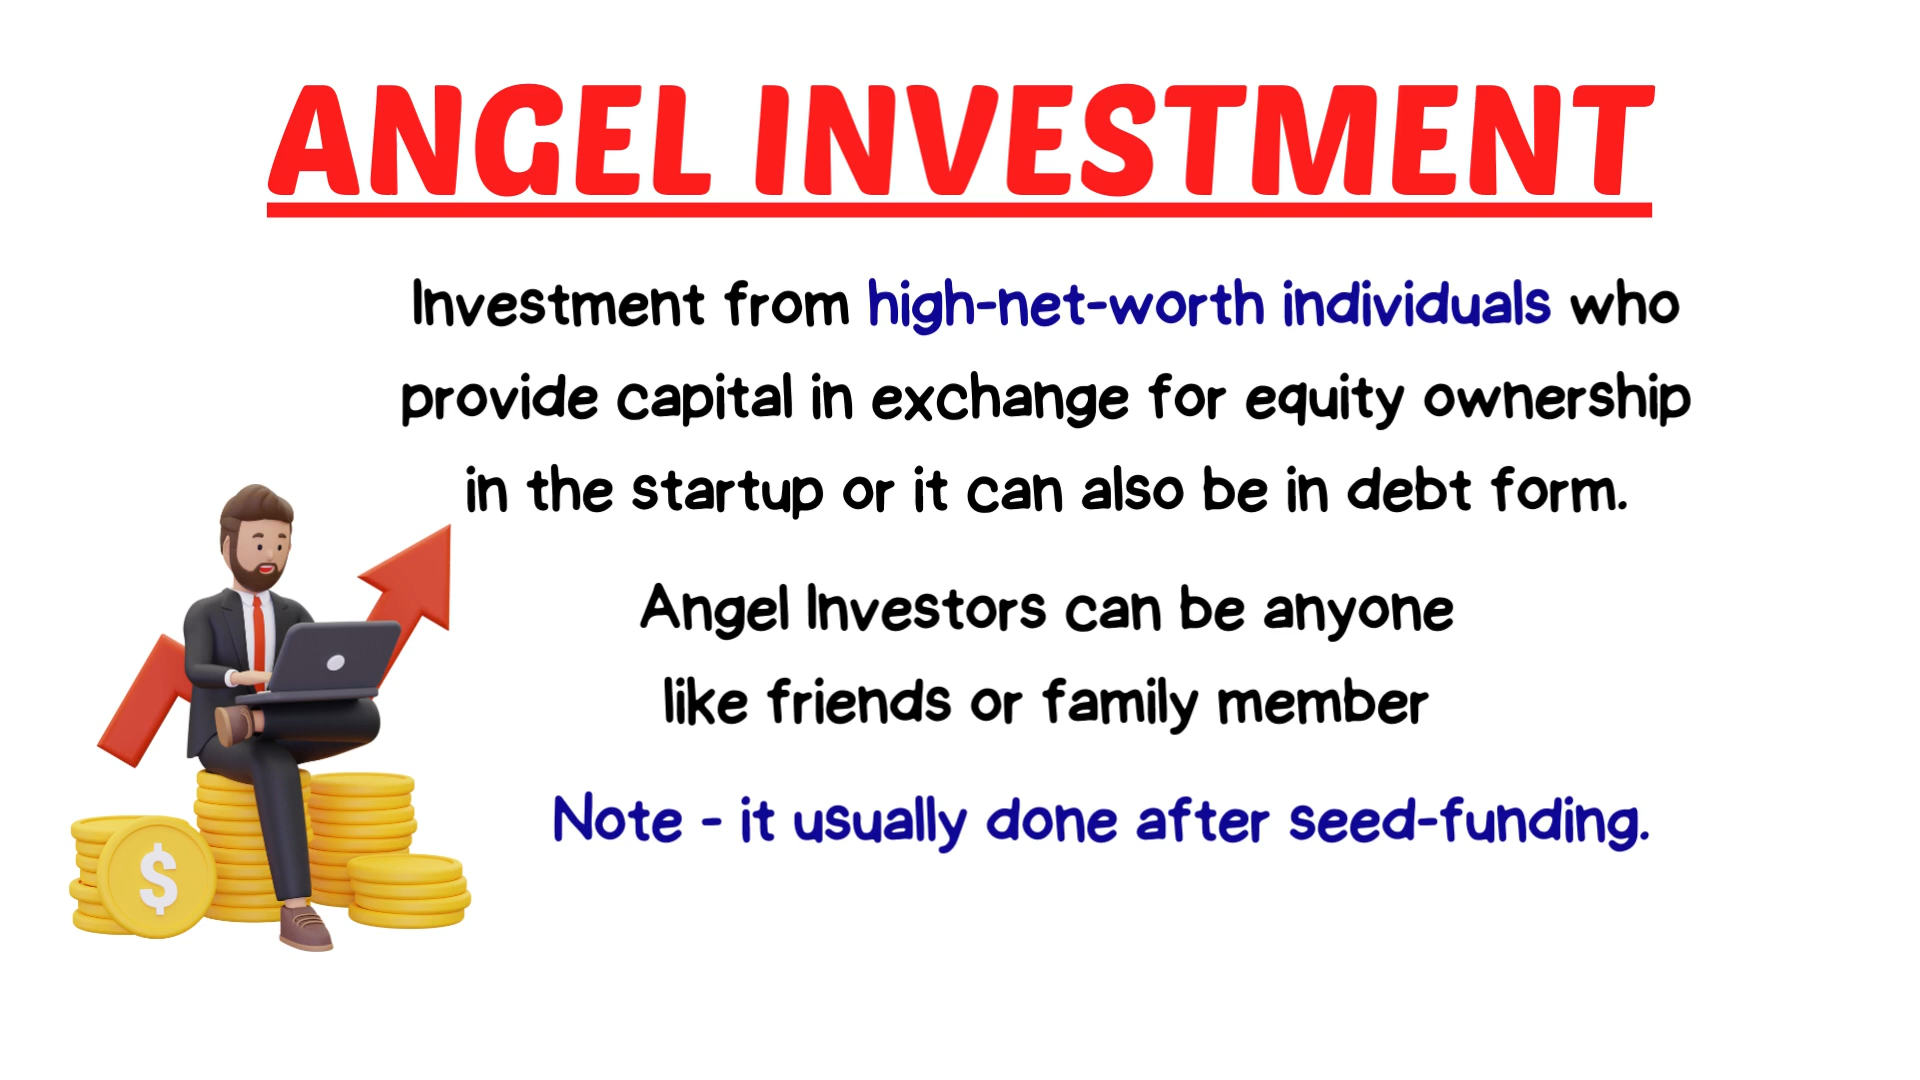 ANGEL INVESTMENT
Investment from high-net-worth individuals who
provide capital in exchange for equity ownership
in the startup or it can also be in debt form.
Angel Investors can be anyone
like friends or family member
Note - it usually done after seed-funding.
$